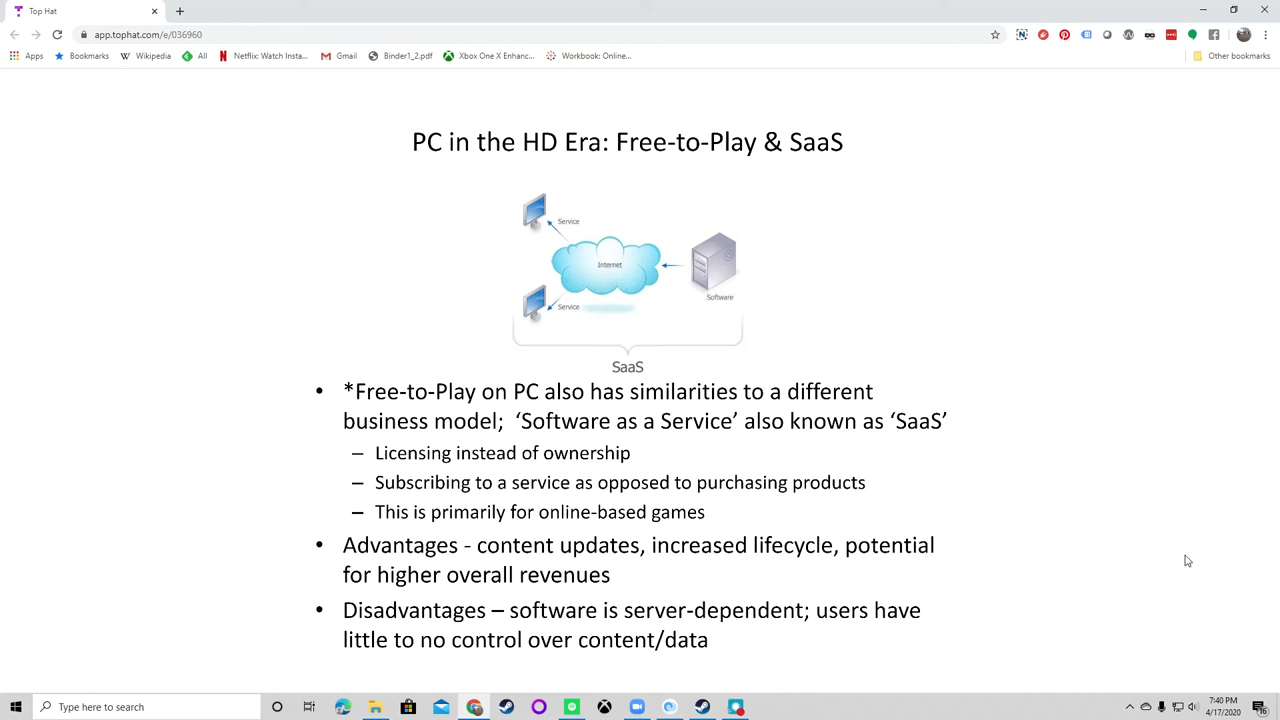 Top Hat
app.tophat.com/e/036960
Apps Bookmarks Wikipedia All Netflix: Watch Insta... Gmail Binder1_2.pdf Xbox One X Enhanc... Workbook: Onlin... Other bookmarks
PC in the HD Era: Free-to-Play & SaaS
Service
Internet
Software
Service
SaaS
• *Free-to-Play on PC also has similarities to a different
business model;  ‘Software as a Service’ also known as ‘SaaS’
– Licensing instead of ownership
– Subscribing to a service as opposed to purchasing products
– This is primarily for online-based games
• Advantages - content updates, increased lifecycle, potential
for higher overall revenues
• Disadvantages – software is server-dependent; users have
little to no control over content/data
Type here to search
7:40 PM
4/17/2020
16